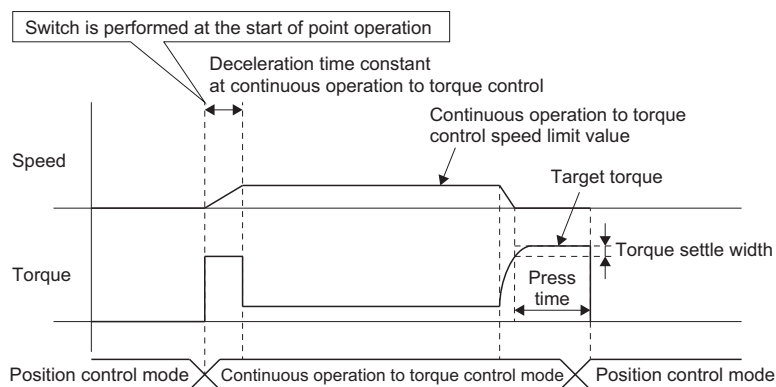 Switch is performed at the start of point operation
Deceleration time constant
at continuous operation to torque control
Continuous operation to torque
control speed limit value
Speed
Target torque
Torque settle width
Torque
Press
time
Position control mode
Continuous operation to torque control mode
Position control mode